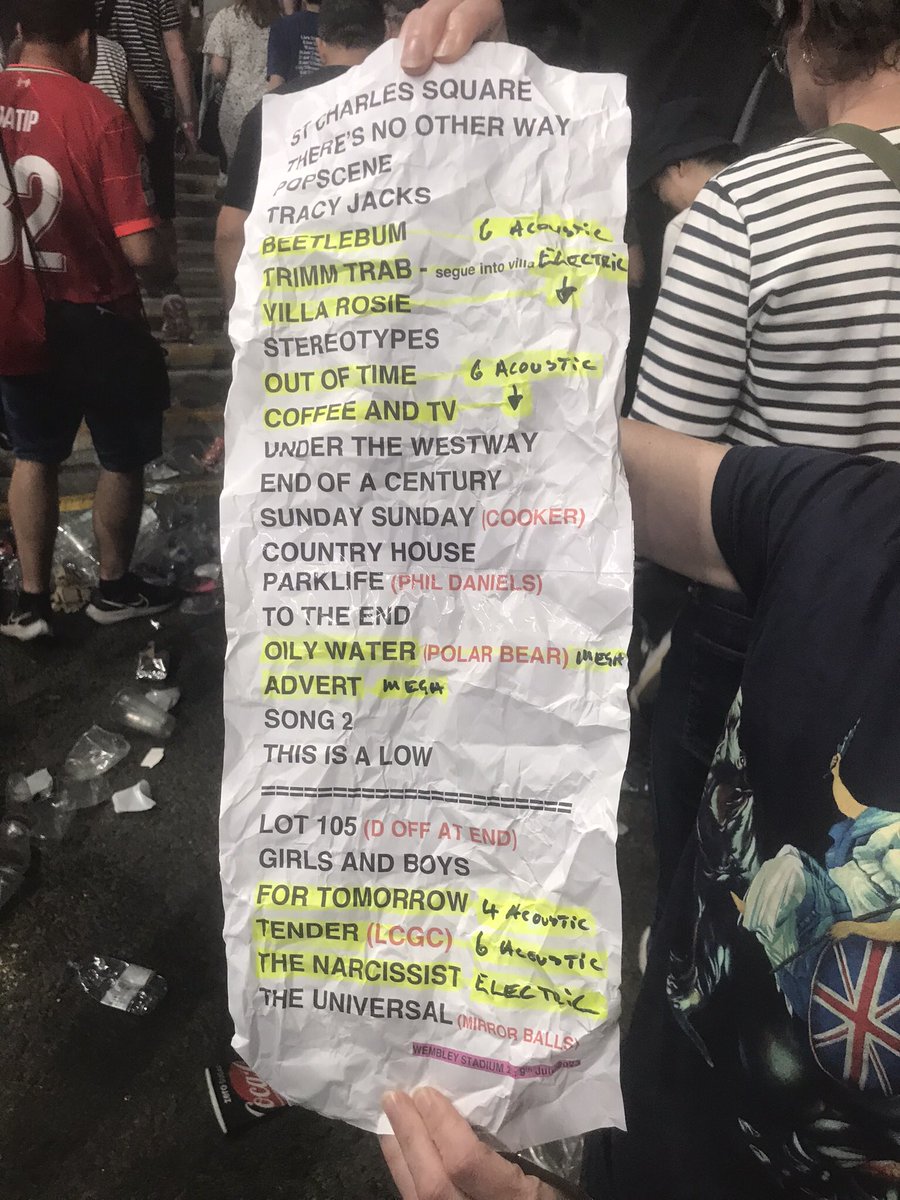 ST CHARLES SQUARE
THERE'S NO OTHER WAY
POPSCENE
TRACY JACKS
BEETLEBUM 6 ACOUSTIC
TRIMM TRAB - segue into villa ELECTRIC
VILLA ROSIE
STEREOTYPES
OUT OF TIME 6 ACOUSTIC
COFFEE AND TV
UNDER THE WESTWAY
END OF A CENTURY
SUNDAY SUNDAY (COOKER)
COUNTRY HOUSE
PARKLIFE (PHIL DANIELS)
TO THE END
OILY WATER (POLAR BEAR) MEGA
ADVERT MEGA
SONG 2
THIS IS A LOW
=====================
LOT 105 (D OFF AT END)
GIRLS AND BOYS
FOR TOMORROW 4 ACOUSTIC
TENDER (LCGC) 6 ACOUSTIC
THE NARCISSIST ELECTRIC
THE UNIVERSAL (MIRROR BALLS)
WEMBLEY STADIUM 2 9th
ATIP